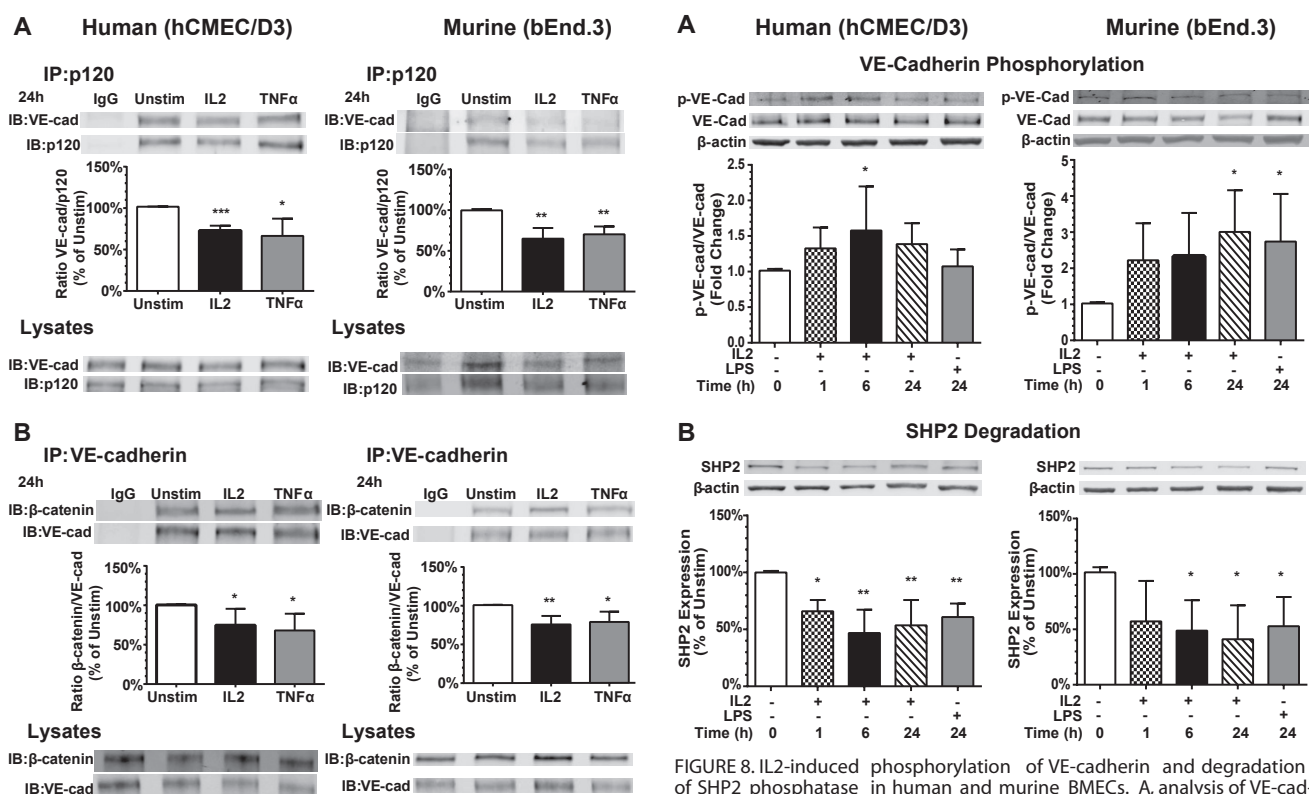 A Human (hCMEC/D3) Murine (bEnd.3)
IP:p120 IP:p120
24h IgG Unstim IL2 TNFα 24h IgG Unstim IL2 TNFα
IB:VE-cad IB:VE-cad
IB:p120 IB:p120
Ratio VE-cad/p120
(% of Unstim)
150%
100%
50%
0%
*** *
Unstim IL2 TNFα
Ratio VE-cad/p120
(% of Unstim)
150%
100%
50%
0%
** **
Unstim IL2 TNFα
Lysates Lysates
IB:VE-cad IB:VE-cad
IB:p120 IB:p120
B
IP:VE-cadherin IP:VE-cadherin
24h IgG Unstim IL2 TNFα 24h IgG Unstim IL2 TNFα
IB:β-catenin IB:β-catenin
IB:VE-cad IB:VE-cad
Ratio β-catenin/VE-cad
(% of Unstim)
150%
100%
50%
0%
* *
Unstim IL2 TNFα
Ratio β-catenin/VE-cad
(% of Unstim)
150%
100%
50%
0%
** *
Unstim IL2 TNFα
Lysates Lysates
IB:β-catenin IB:β-catenin
IB:VE-cad IB:VE-cad
A Human (hCMEC/D3) Murine (bEnd.3)
VE-Cadherin Phosphorylation
p-VE-Cad p-VE-Cad
VE-Cad VE-Cad
β-actin β-actin
p-VE-cad/VE-cad
(Fold Change)
2.5
2.0
1.5
1.0
0.5
0.0
*
IL2 - + + + -
LPS - - - - +
Time (h) 0 1 6 24 24
p-VE-cad/VE-cad
(Fold Change)
5
4
3
2
1
0
* *
IL2 - + + + -
LPS - - - - +
Time (h) 0 1 6 24 24
B SHP2 Degradation
SHP2 SHP2
β-actin β-actin
SHP2 Expression
(% of Unstim)
150%
100%
50%
0%
* ** ** **
IL2 - + + + -
LPS - - - - +
Time (h) 0 1 6 24 24
SHP2 Expression
(% of Unstim)
150%
100%
50%
0%
* * *
IL2 - + + + -
LPS - - - - +
Time (h) 0 1 6 24 24
FIGURE 8. IL2-induced phosphorylation of VE-cadherin and degradation
of SHP2 phosphatase in human and murine BMECs. A, analysis of VE-cad-